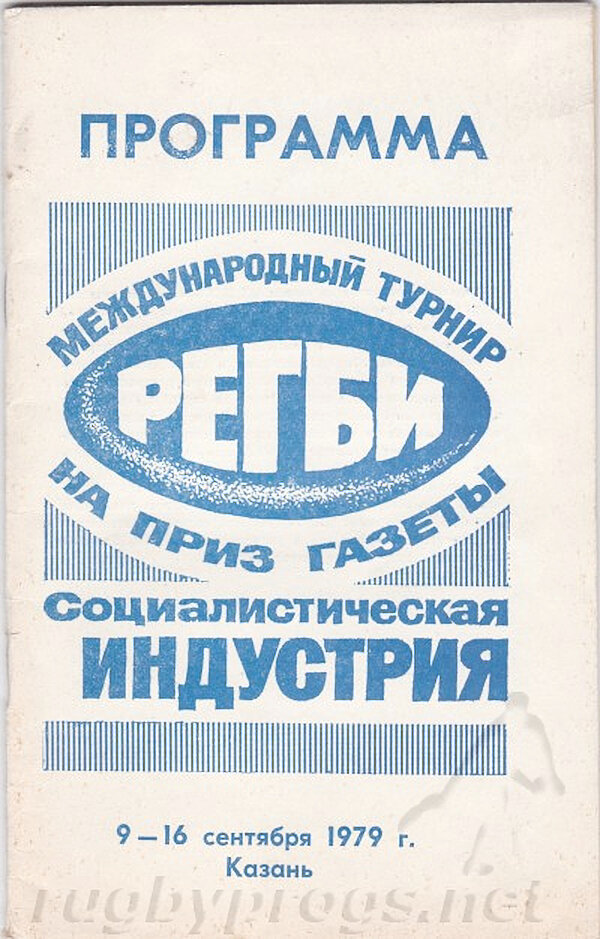 ПРОГРАММА
МЕЖДУНАРОДНЫЙ ТУРНИР
РЕГБИ
НА ПРИЗ ГАЗЕТЫ
Социалистическая
ИНДУСТРИЯ
9—16 сентября 1979 г.
Казань
rugbyprogs.net